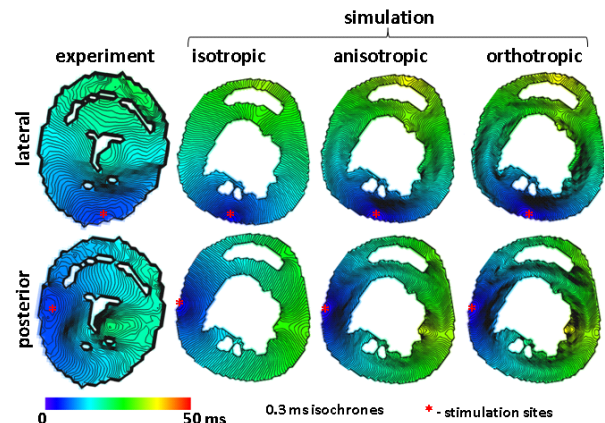 simulation
experiment isotropic anisotropic orthotropic
lateral
posterior
0 50 ms 0.3 ms isochrones * - stimulation sites